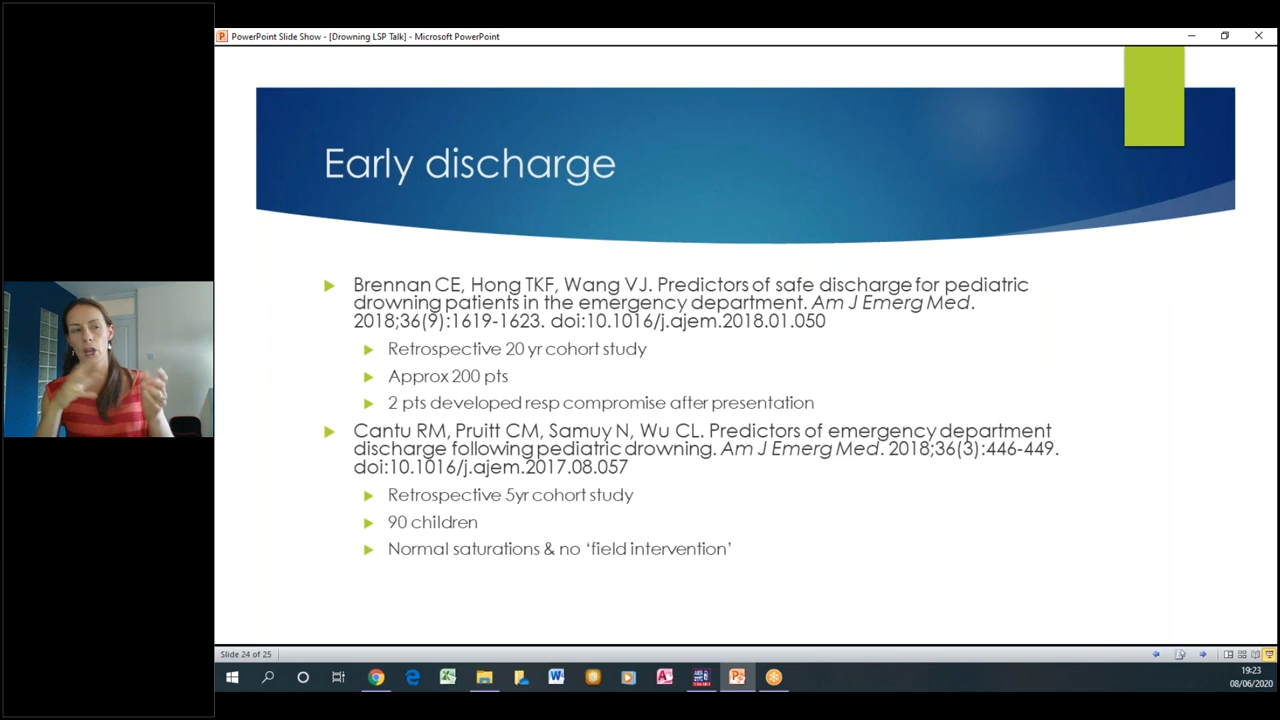 PowerPoint Slide Show - [Drowning LSP Talk] - Microsoft PowerPoint
Early discharge
Brennan CE, Hong TKF, Wang VJ. Predictors of safe discharge for pediatric
drowning patients in the emergency department. Am J Emerg Med.
2018;36(9):1619-1623. doi:10.1016/j.ajem.2018.01.050
Retrospective 20 yr cohort study
Approx 200 pts
2 pts developed resp compromise after presentation
Cantu RM, Pruitt CM, Samuy N, Wu CL. Predictors of emergency department
discharge following pediatric drowning. Am J Emerg Med. 2018;36(3):446-449.
doi:10.1016/j.ajem.2017.08.057
Retrospective 5yr cohort study
90 children
Normal saturations & no ‘field intervention’
Slide 24 of 25
19:23
08/06/2020